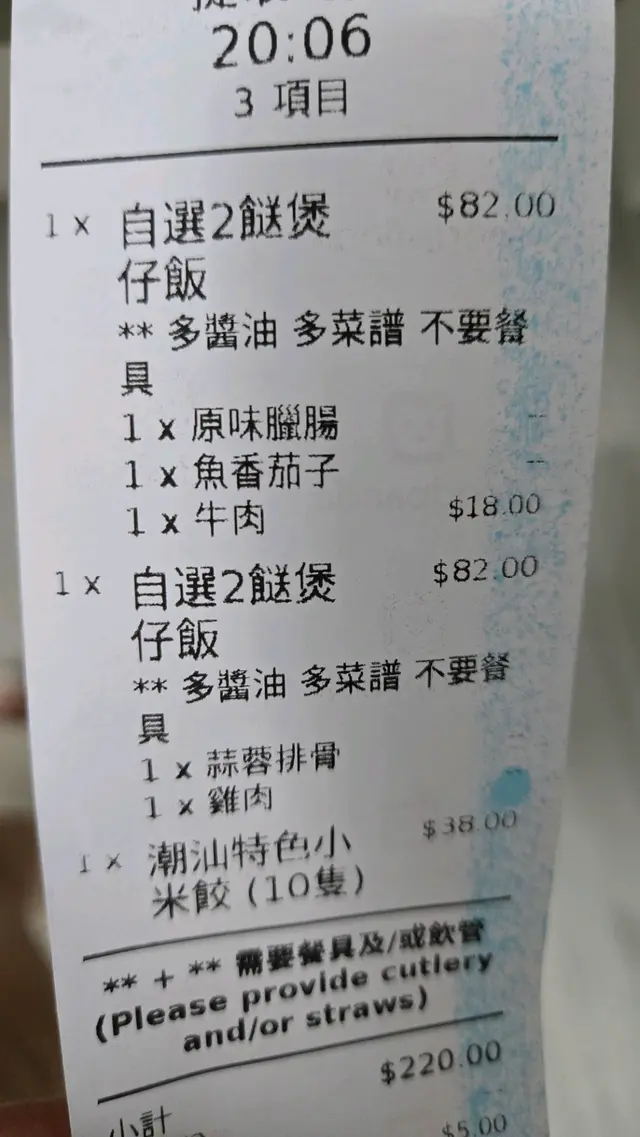 20:06
3 項目
1 x 自選2餸煲 $82.00
仔飯
** 多醬油 多菜譜 不要餐
具
1 x 原味臘腸 --
1 x 魚香茄子 --
1 x 牛肉 $18.00
1 x 自選2餸煲 $82.00
仔飯
** 多醬油 多菜譜 不要餐
具
1 x 蒜蓉排骨
1 x 雞肉
1 x 潮汕特色小 $38.00
米餃 (10隻)
** + ** 需要餐具及/或飲管
(Please provide cutlery
and/or straws)
$220.00
小計
$5.00